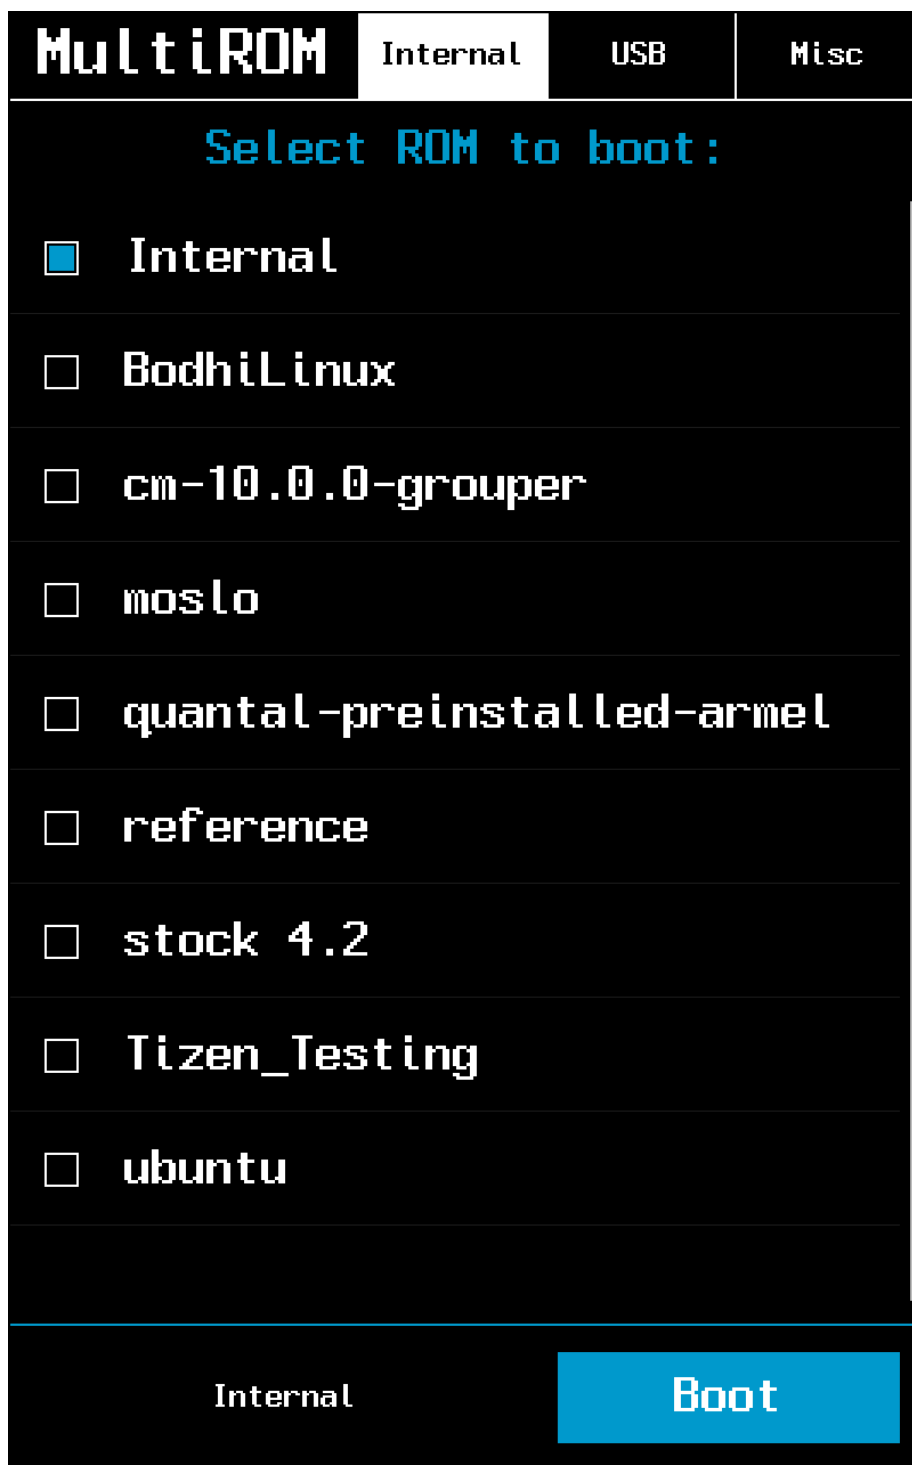 MultiROM Internal USB Misc
Select ROM to boot:
Internal
BodhiLinux
cm-10.0.0-grouper
moslo
quantal-preinstalled-armel
reference
stock 4.2
Tizen_Testing
ubuntu
Internal Boot